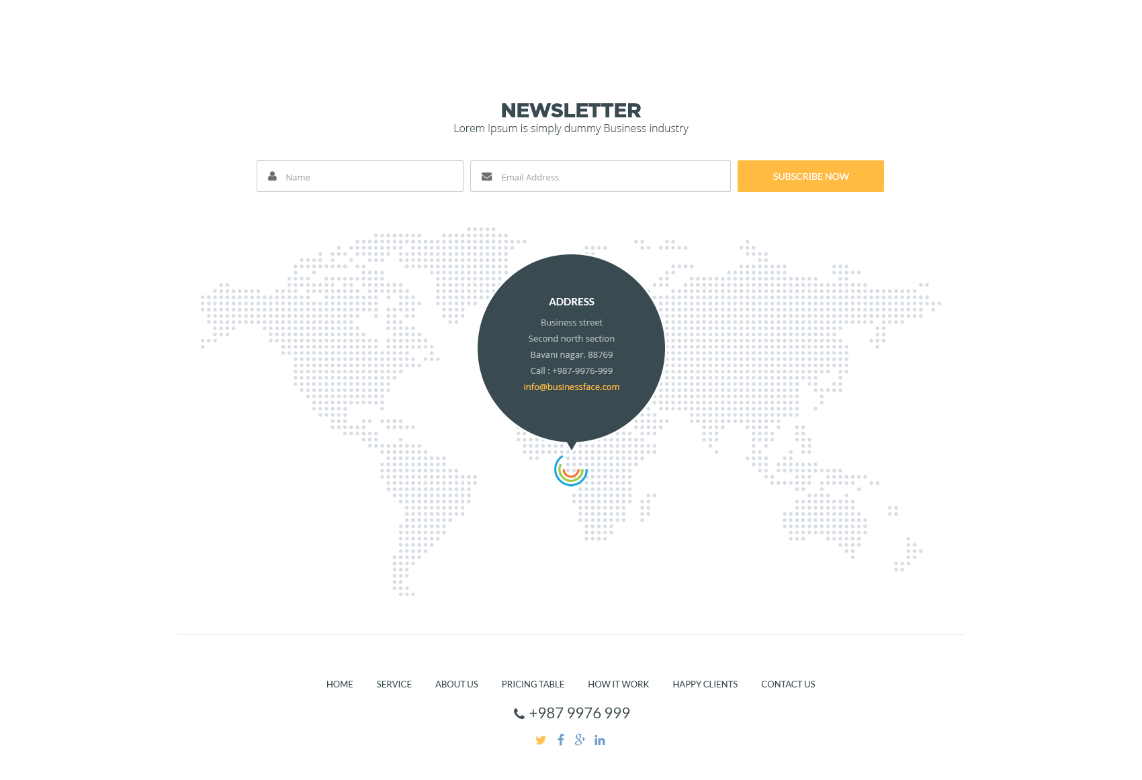 NEWSLETTER
Lorem Ipsum is simply dummy Business industry
Name
Email Address
SUBSCRIBE NOW
ADDRESS
Business street
Second north section
Bavani nagar. 88769
Call : +987-9976-999
info@businessface.com
HOME SERVICE ABOUT US PRICING TABLE HOW IT WORK HAPPY CLIENTS CONTACT US
+987 9976 999